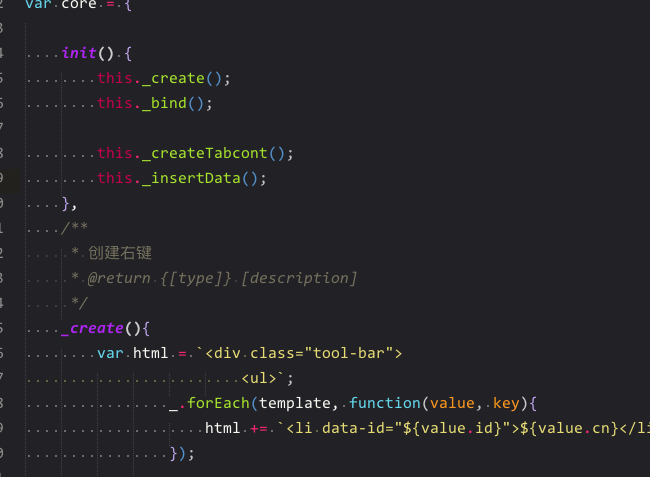 var core = {
init() {
this._create();
this._bind();
this._createTabcont();
this._insertData();
},
/**
* 创建右键
* @return {[type]} [description]
*/
_create(){
var html = `<div class="tool-bar">
<ul>`;
_.forEach(template, function(value, key){
html += `<li data-id="${value.id}">${value.cn}</li
});